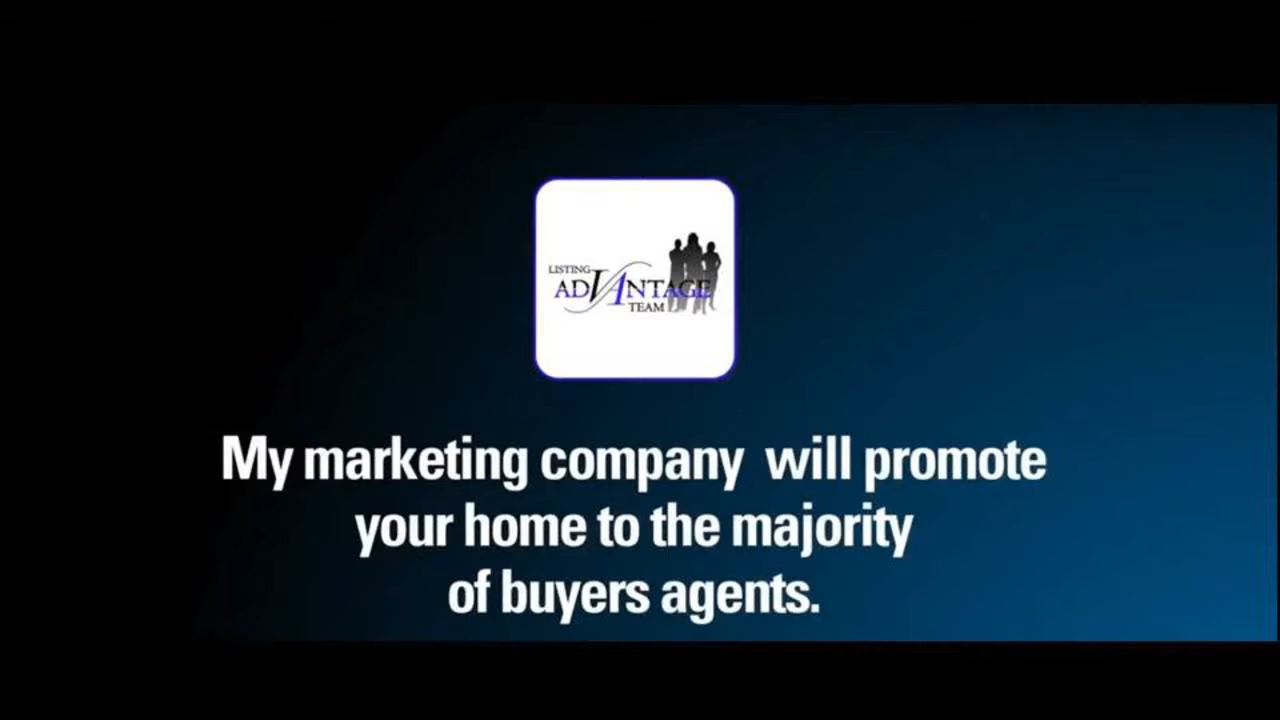 LISTING
ADVANTAGE
TEAM
My marketing company will promote
your home to the majority
of buyers agents.